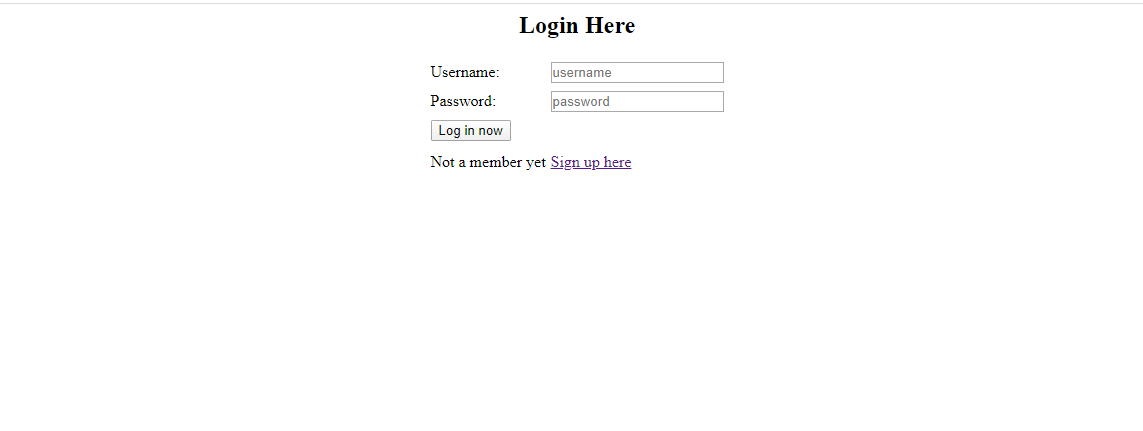 Login Here
Username: username
Password: password
Log in now
Not a member yet Sign up here